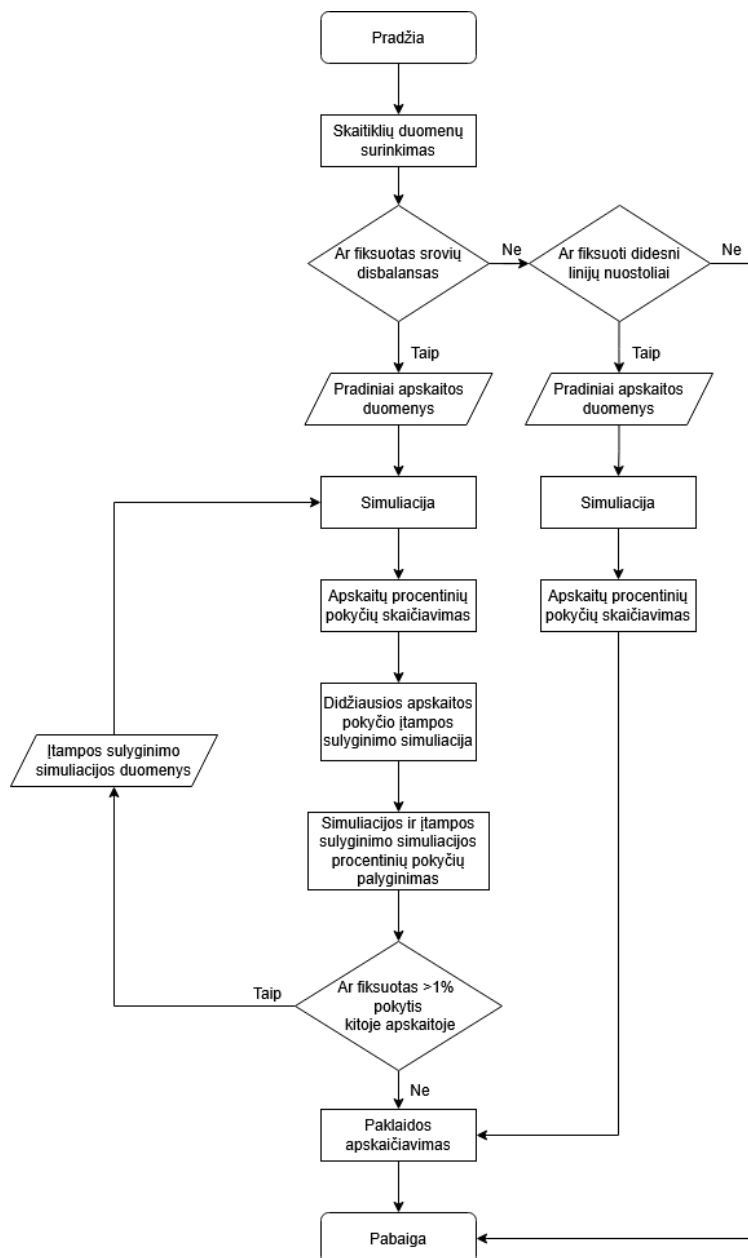 Pradžia
Skaitiklių duomenų
surinkimas
Ar fiksuotas srovių
disbalansas
Ne
Ar fiksuoti didesni
linijų nuostoliai
Ne
Taip
Taip
Pradiniai apskaitos
duomenys
Pradiniai apskaitos
duomenys
Simuliacija
Simuliacija
Apskaitų procentinių
pokyčių skaičiavimas
Apskaitų procentinių
pokyčių skaičiavimas
Didžiausios apskaitos
pokyčio įtampos
sulyginimo simuliacija
Įtampos sulyginimo
simuliacijos duomenys
Simuliacijos ir įtampos
sulyginimo simuliacijos
procentinių pokyčių
palyginimas
Taip
Ar fiksuotas >1%
pokytis
kitoje apskaitoje
Ne
Paklaidos
apskaičiavimas
Pabaiga